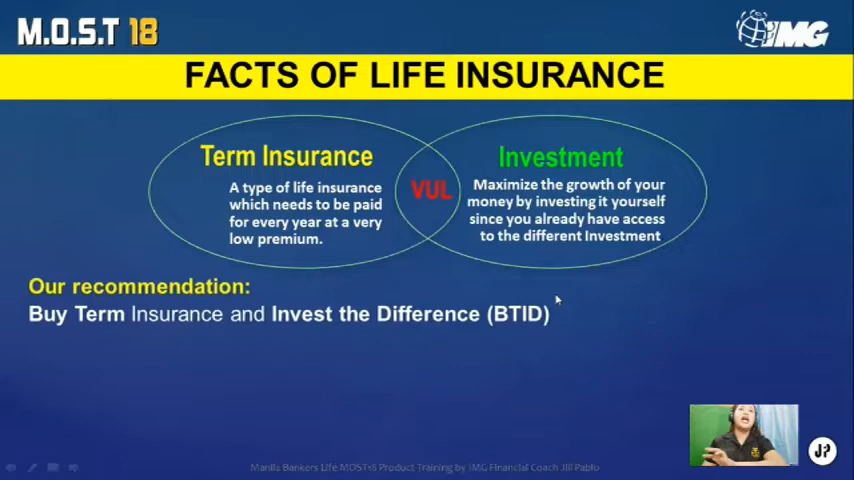 M.O.S.T 18
IMG
FACTS OF LIFE INSURANCE
Term Insurance
A type of life insurance
which needs to be paid
for every year at a very
low premium.
VUL
Investment
Maximize the growth of your
money by investing it yourself
since you already have access
to the different Investment
Our recommendation:
Buy Term Insurance and Invest the Difference (BTID)
Manila Bankers Life MOST18 Product Training by IMG Financial Coach Jill Pablo
JP